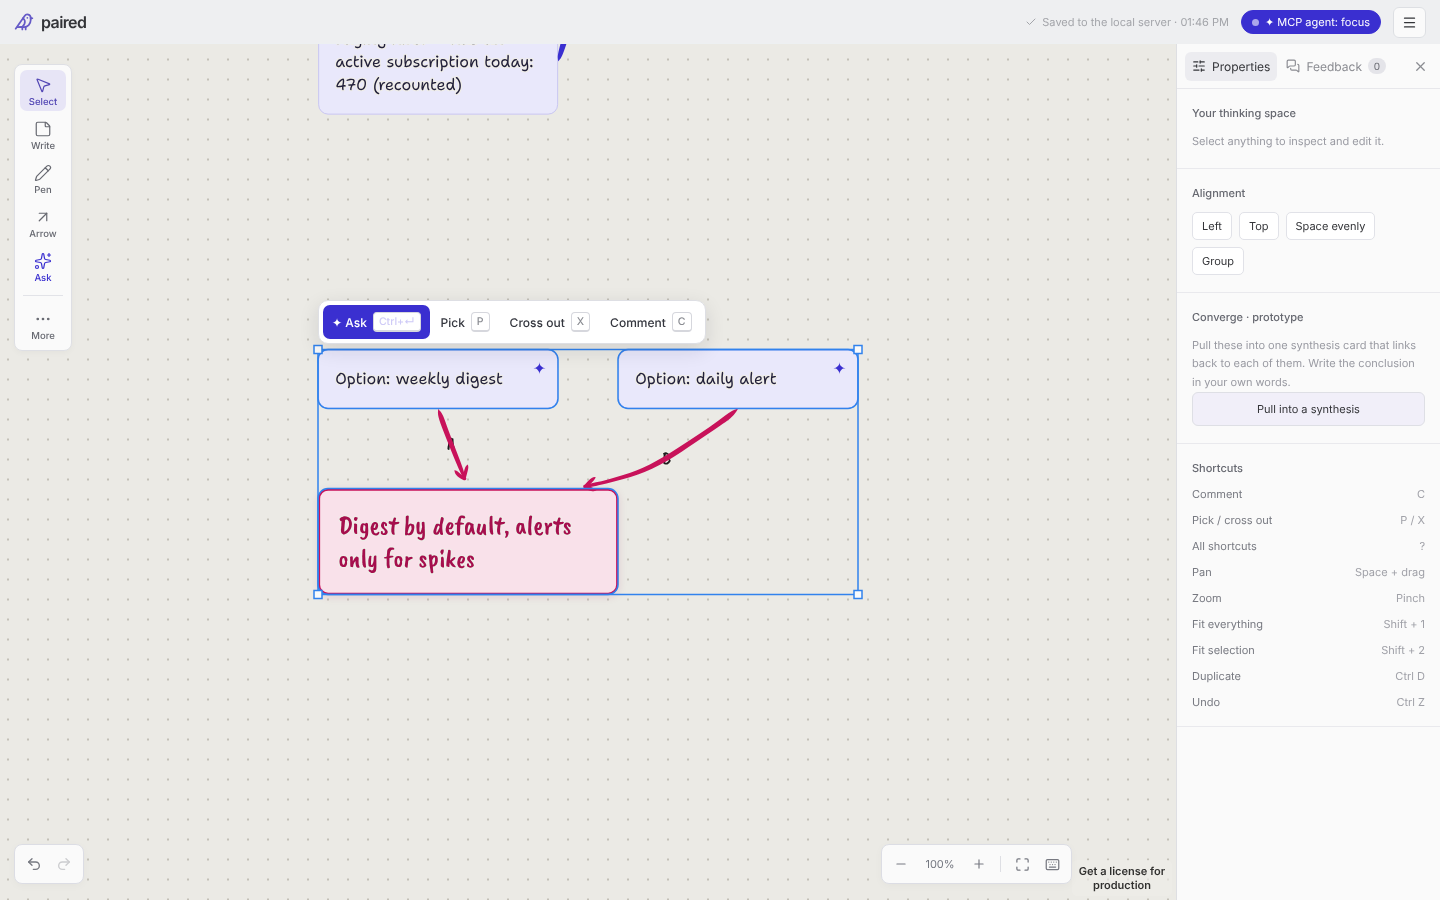 paired
Saved to the local server · 01:46 PM
✦ MCP agent: focus
active subscription today:
470 (recounted)
Select
Write
Pen
Arrow
Ask
More
✦ Ask Ctrl+↵
Pick P
Cross out X
Comment C
Option: weekly digest ✦
Option: daily alert ✦
A
B
Digest by default, alerts
only for spikes
Properties
Feedback 0
Your thinking space
Select anything to inspect and edit it.
Alignment
Left
Top
Space evenly
Group
Converge · prototype
Pull these into one synthesis card that links
back to each of them. Write the conclusion
in your own words.
Pull into a synthesis
Shortcuts
Comment C
Pick / cross out P / X
All shortcuts ?
Pan Space + drag
Zoom Pinch
Fit everything Shift + 1
Fit selection Shift + 2
Duplicate Ctrl D
Undo Ctrl Z
100%
Get a license for
production